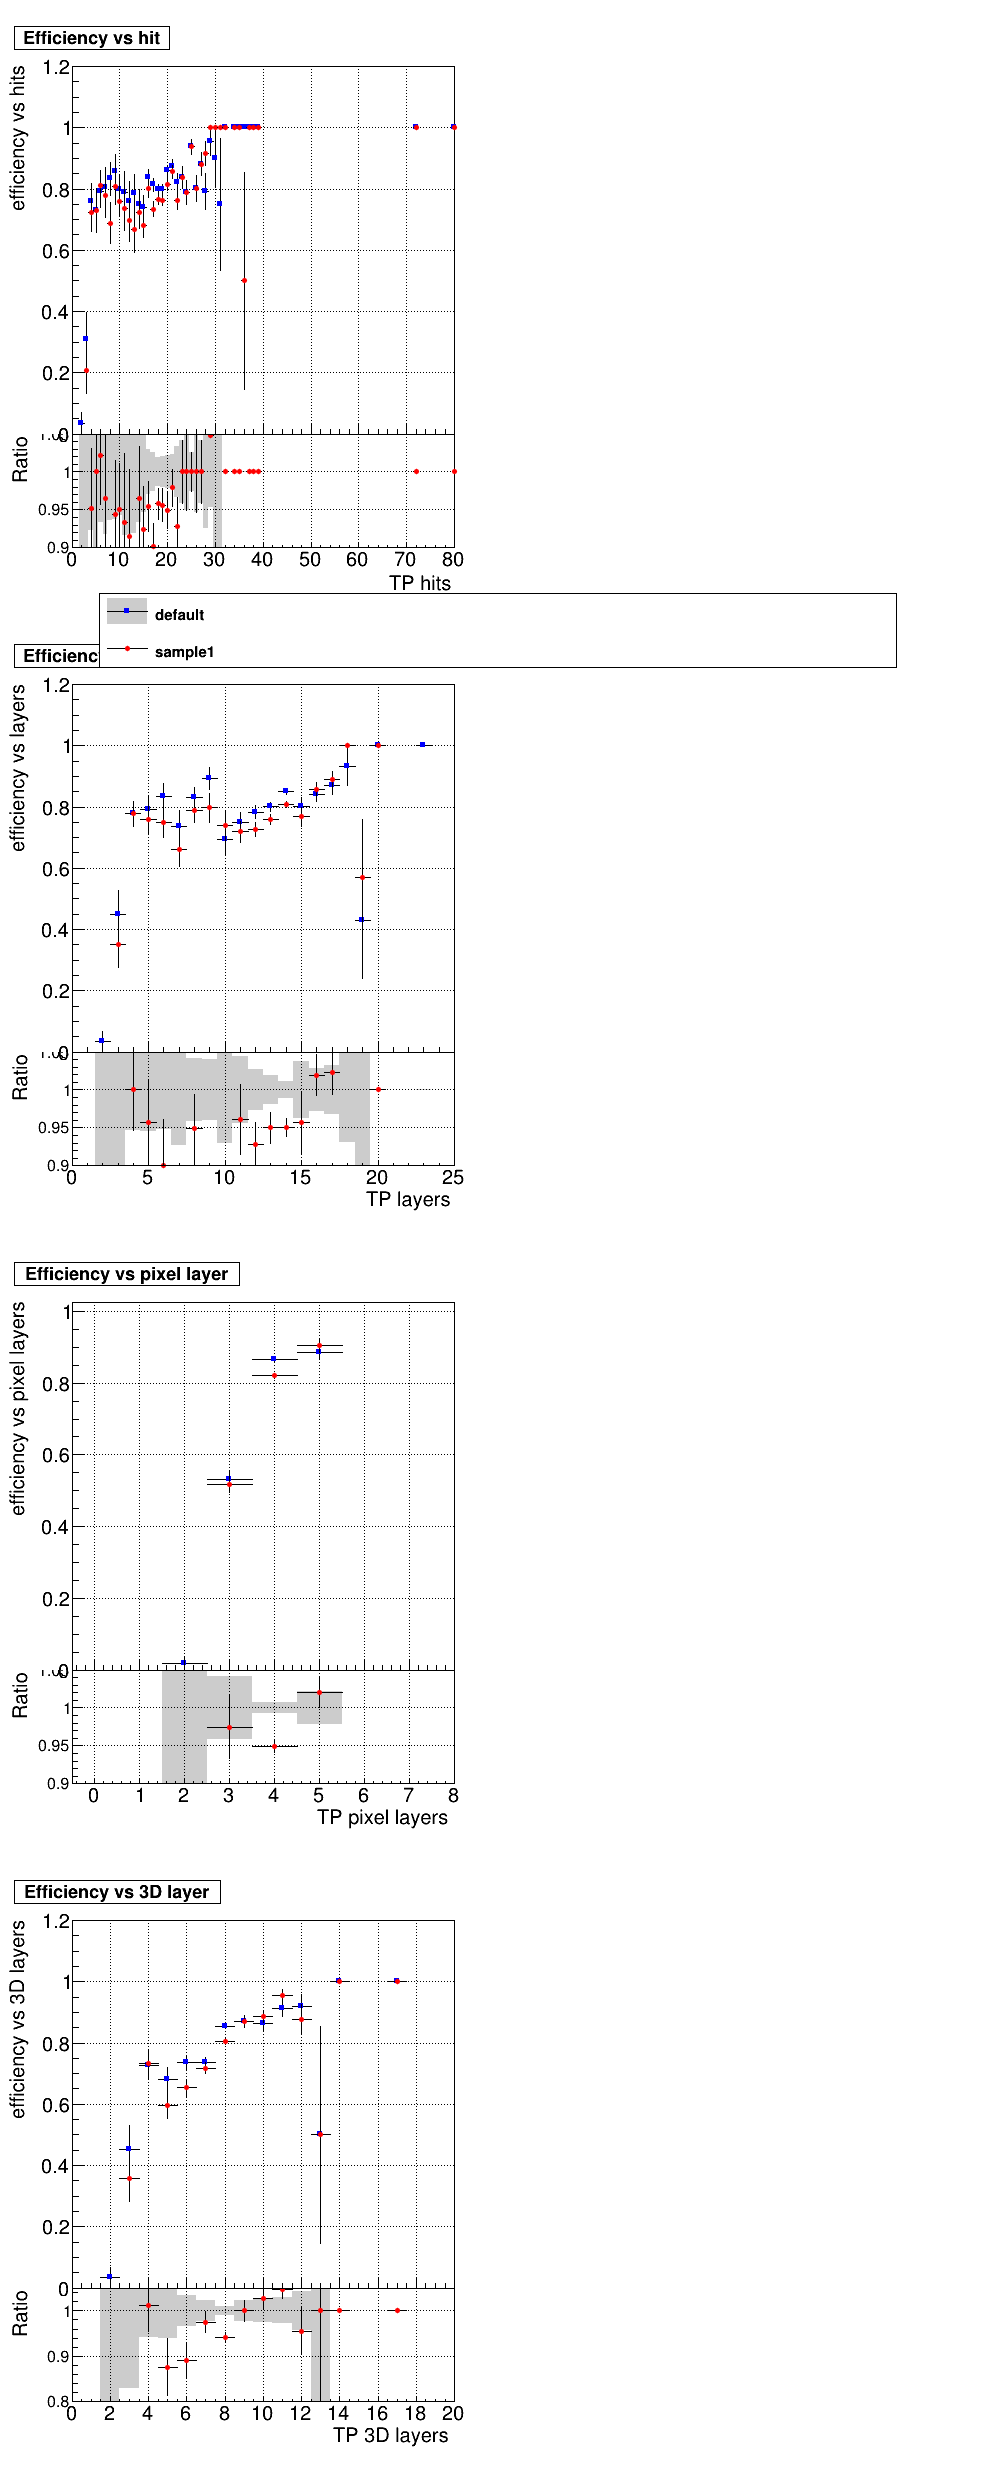 Efficiency vs hit
efficiency vs hits
1.2
1
0.8
0.6
0.4
0.2
0
Ratio
1
0.95
0.9
0 10 20 30 40 50 60 70 80
TP hits
default
sample1
Efficienc
efficiency vs layers
1.2
1
0.8
0.6
0.4
0.2
0
Ratio
1
0.95
0.9
0 5 10 15 20 25
TP layers
Efficiency vs pixel layer
efficiency vs pixel layers
1
0.8
0.6
0.4
0.2
0
Ratio
1
0.95
0.9
0 1 2 3 4 5 6 7 8
TP pixel layers
Efficiency vs 3D layer
efficiency vs 3D layers
1.2
1
0.8
0.6
0.4
0.2
0
Ratio
1
0.9
0.8
0 2 4 6 8 10 12 14 16 18 20
TP 3D layers